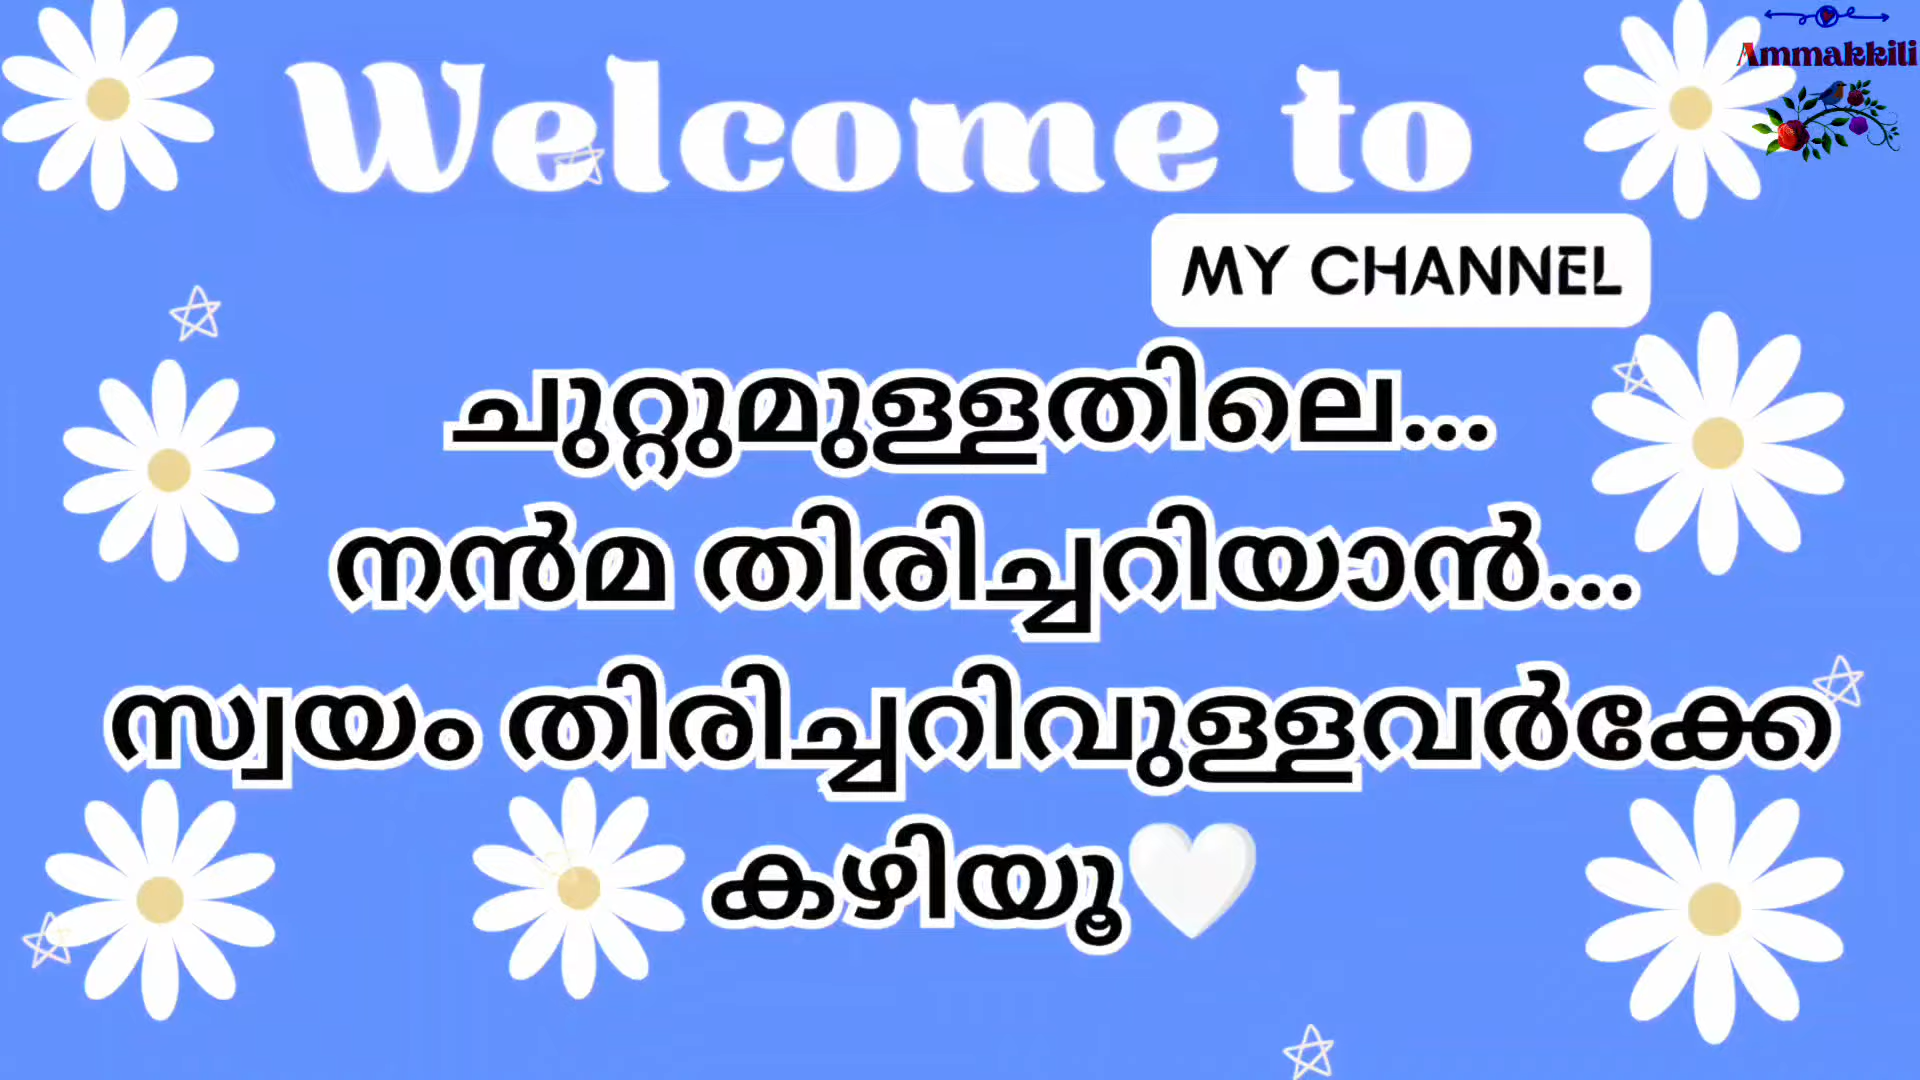 Welcome to
Ammakkili
MY CHANNEL
ചുറ്റുമുള്ളതിലെ...
നൻമ തിരിച്ചറിയാൻ...
സ്വയം തിരിച്ചറിവുള്ളവർക്കേ
കഴിയൂ🤍